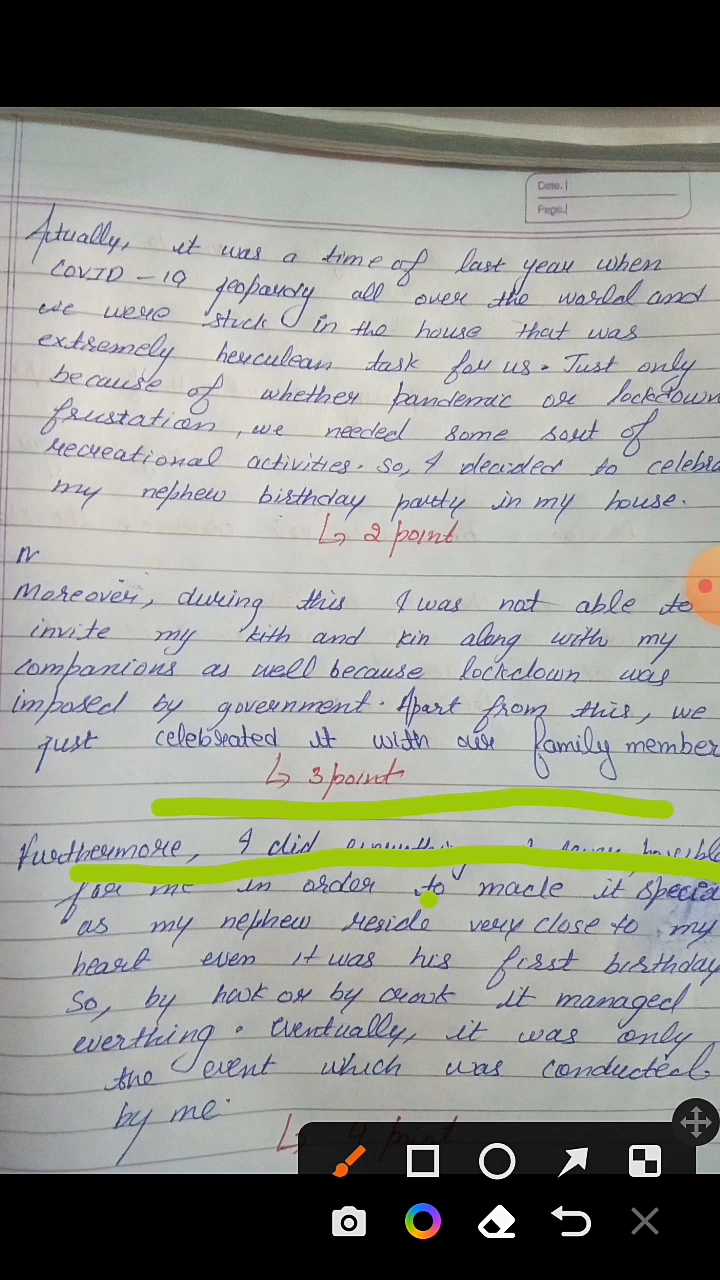 Date.
Page.
Actually, it was a time of last year when
COVID-19 jeopardy all over the world and
we were stuck in the house that was
extremely herculean task for us. Just only
because of whether pandemic or lockdown
frustation, we needed some sort of
recreational activities. So, I decided to celebra
my nephew birthday party in my house.
↳ 2 point
Moreover, during this I was not able to
invite my kith and kin along with my
companions as well because lockdown was
imposed by government. Apart from this, we
just celebrated it with our family member
↳ 3 point
Furthermore, I did
for me in order to made it specia
as my nephew reside very close to my
heart even it was his first birthday
So, by hook or by crook it managed
everthing. Eventually, it was only
the event which was conducted
by me.
↳ 4 point